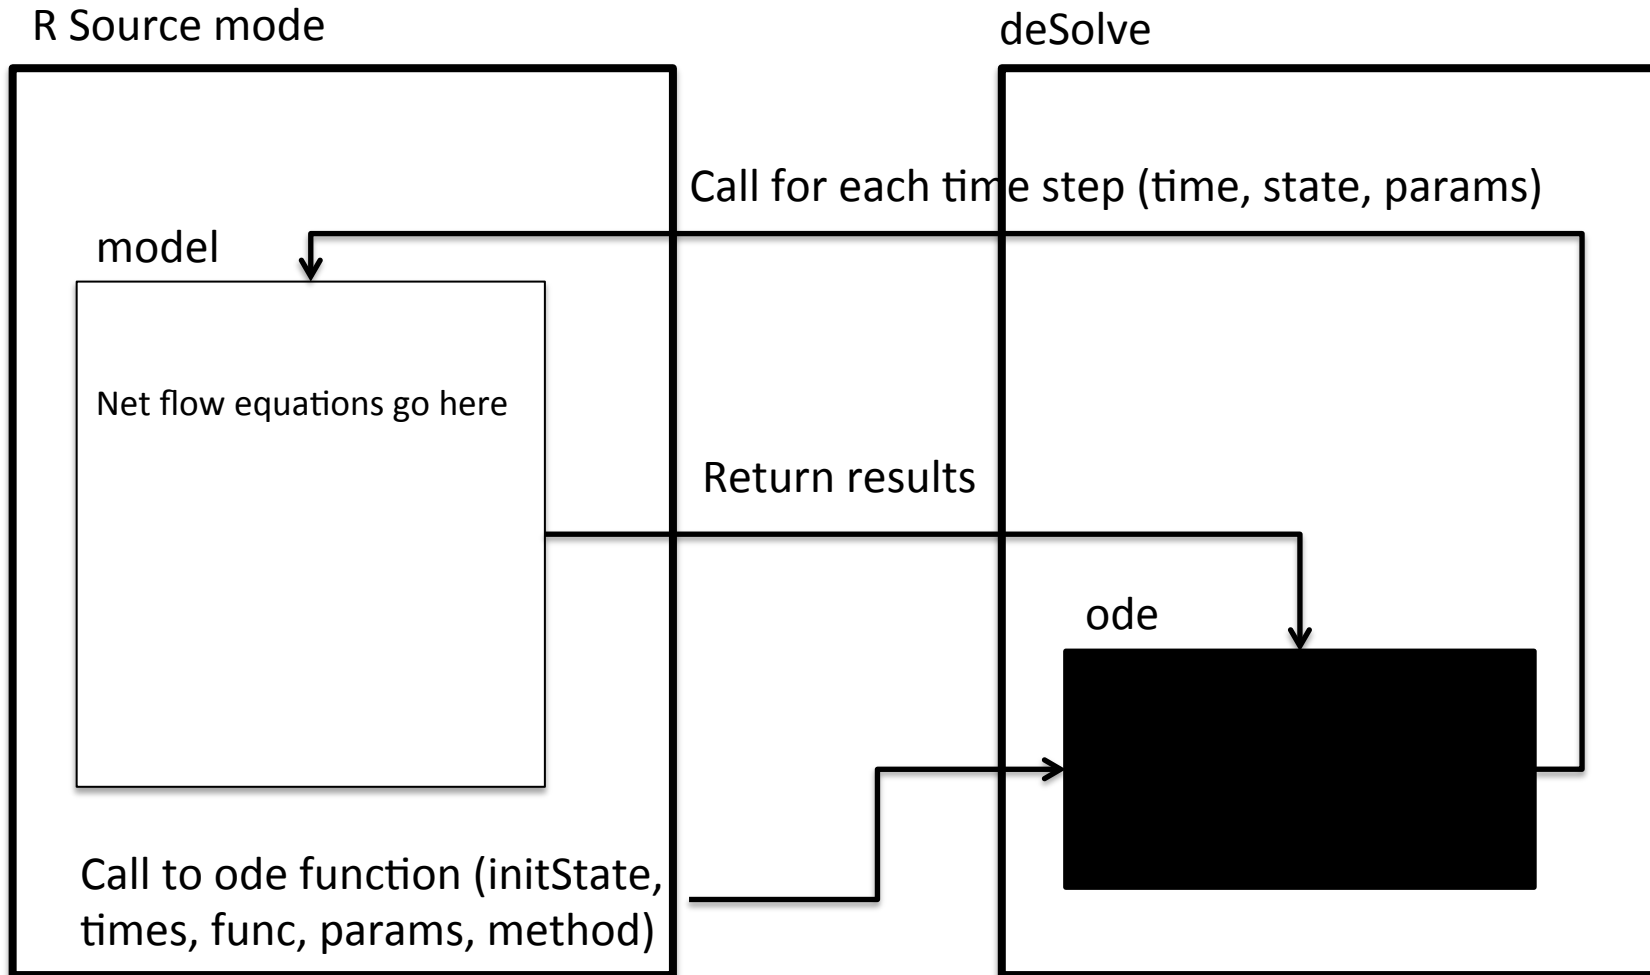 R Source mode
deSolve
Call for each time step (time, state, params)
model
Net flow equations go here
Return results
ode
Call to ode function (initState,
times, func, params, method)